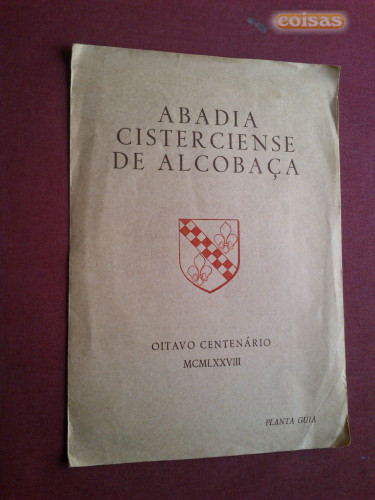 coisas
ABADIA
CISTERCIENSE
DE ALCOBAÇA
OITAVO CENTENÁRIO
MCMLXXVIII
PLANTA GUIA